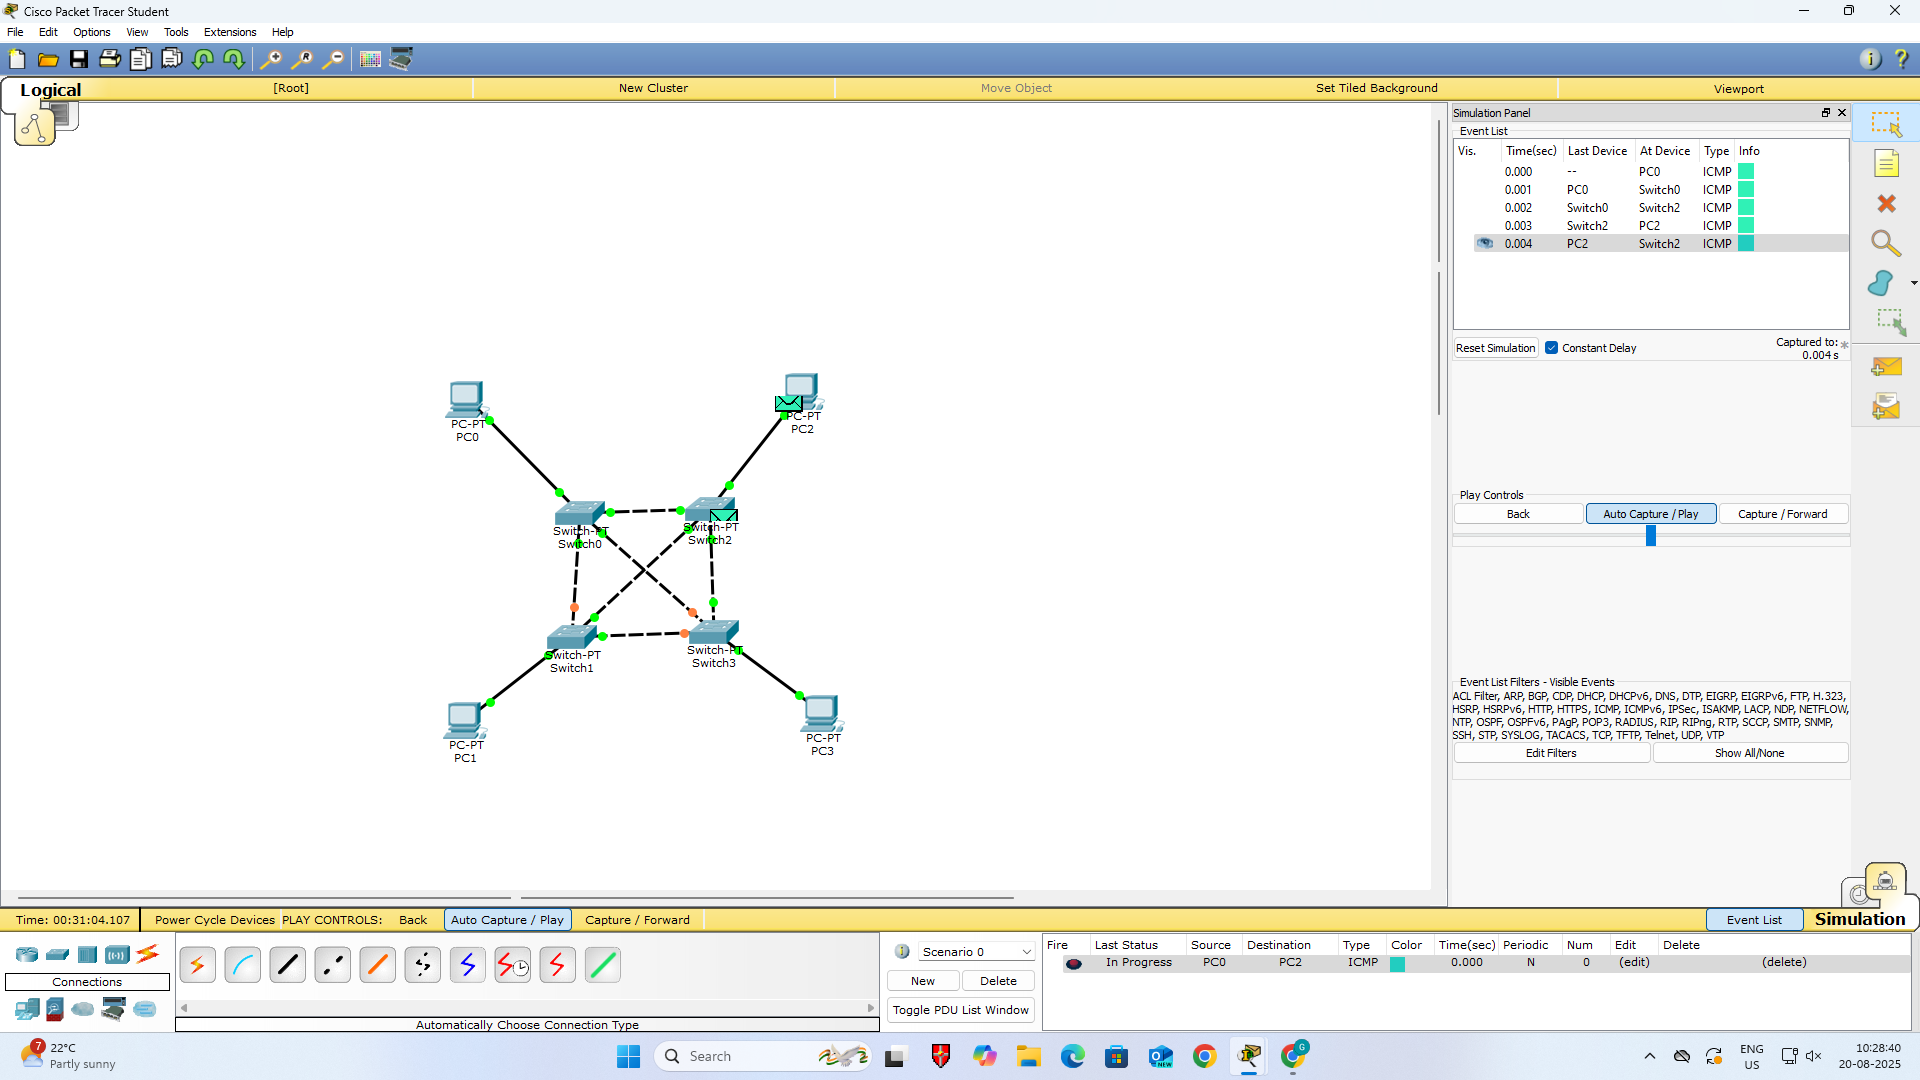 Cisco Packet Tracer Student
File Edit Options View Tools Extensions Help
Logical [Root] New Cluster Move Object Set Tiled Background Viewport
Simulation Panel
Event List
Vis. Time(sec) Last Device At Device Type Info
0.000 -- PC0 ICMP
0.001 PC0 Switch0 ICMP
0.002 Switch0 Switch2 ICMP
0.003 Switch2 PC2 ICMP
0.004 PC2 Switch2 ICMP
Reset Simulation Constant Delay Captured to:
0.004 s
PC-PT
PC0
PC-PT
PC2
Switch-PT
Switch0
Switch-PT
Switch2
Switch-PT
Switch1
Switch-PT
Switch3
PC-PT
PC1
PC-PT
PC3
Play Controls
Back Auto Capture / Play Capture / Forward
Event List Filters - Visible Events
ACL Filter, ARP, BGP, CDP, DHCP, DHCPv6, DNS, DTP, EIGRP, EIGRPv6, FTP, H.323,
HSRP, HSRPv6, HTTP, HTTPS, ICMP, ICMPv6, IPSec, ISAKMP, LACP, NDP, NETFLOW,
NTP, OSPF, OSPFv6, PAgP, POP3, RADIUS, RIP, RIPng, RTP, SCCP, SMTP, SNMP,
SSH, STP, SYSLOG, TACACS, TCP, TFTP, Telnet, UDP, VTP
Edit Filters Show All/None
Time: 00:31:04.107 Power Cycle Devices PLAY CONTROLS: Back Auto Capture / Play Capture / Forward Event List Simulation
Connections
Automatically Choose Connection Type
Scenario 0
New Delete
Toggle PDU List Window
Fire Last Status Source Destination Type Color Time(sec) Periodic Num Edit Delete
In Progress PC0 PC2 ICMP 0.000 N 0 (edit) (delete)
7
22°C
Partly sunny
Search
NEW
G
ENG
US
10:28:40
20-08-2025